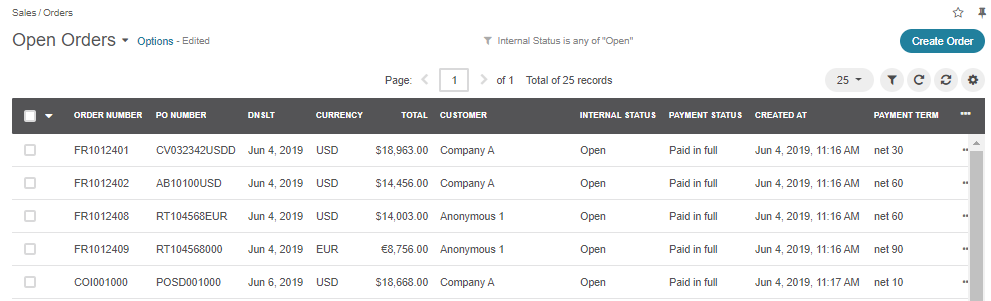 Sales / Orders
Open Orders Options - Edited Internal Status is any of "Open" Create Order
Page: 1 of 1 Total of 25 records 25
ORDER NUMBER PO NUMBER DNSLT CURRENCY TOTAL CUSTOMER INTERNAL STATUS PAYMENT STATUS CREATED AT PAYMENT TERM
FR1012401 CV032342USDD Jun 4, 2019 USD $18,963.00 Company A Open Paid in full Jun 4, 2019, 11:16 AM net 30
FR1012402 AB10100USD Jun 4, 2019 USD $14,456.00 Company A Open Paid in full Jun 4, 2019, 11:16 AM net 60
FR1012408 RT104568EUR Jun 4, 2019 USD $14,003.00 Anonymous 1 Open Paid in full Jun 4, 2019, 11:16 AM net 60
FR1012409 RT104568000 Jun 4, 2019 EUR €8,756.00 Anonymous 1 Open Paid in full Jun 4, 2019, 11:16 AM net 90
COI001000 POSD001000 Jun 6, 2019 USD $18,668.00 Company A Open Paid in full Jun 4, 2019, 11:17 AM net 10